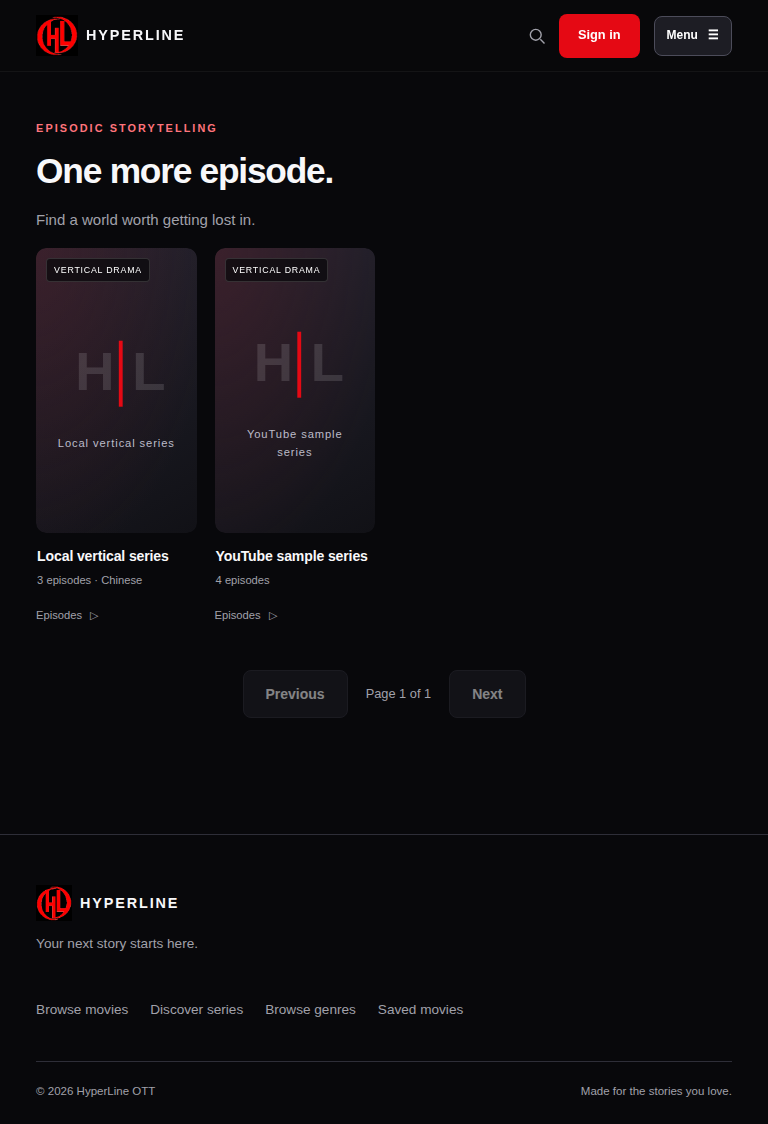 HL HYPERLINE
Sign in
Menu ☰
EPISODIC STORYTELLING
One more episode.
Find a world worth getting lost in.
VERTICAL DRAMA
H|L
Local vertical series
VERTICAL DRAMA
H|L
YouTube sample
series
Local vertical series
3 episodes · Chinese
Episodes ▷
YouTube sample series
4 episodes
Episodes ▷
Previous
Page 1 of 1
Next
HL HYPERLINE
Your next story starts here.
Browse movies
Discover series
Browse genres
Saved movies
© 2026 HyperLine OTT
Made for the stories you love.